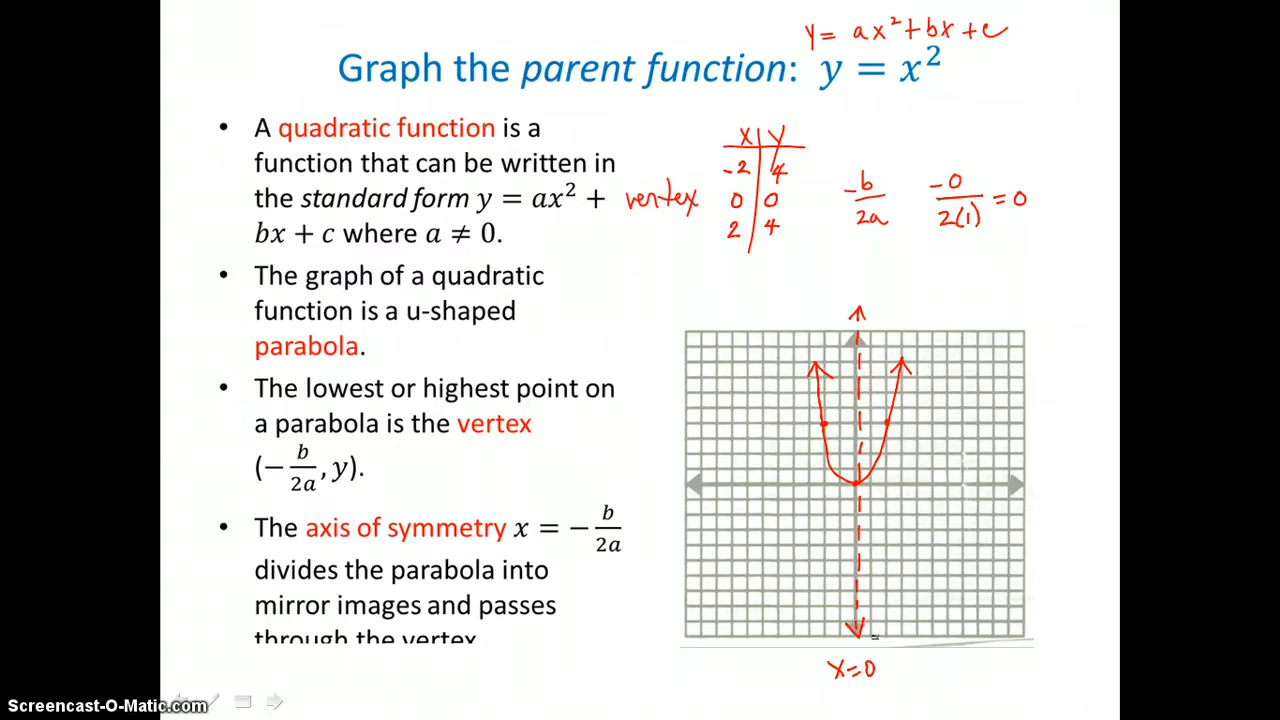 y = ax²+bx+c
Graph the parent function: y = x²
• A quadratic function is a
function that can be written in
the standard form y = ax² +
bx + c where a ≠ 0.
• The graph of a quadratic
function is a u-shaped
parabola.
• The lowest or highest point on
a parabola is the vertex
(−b/2a, y).
• The axis of symmetry x = −b/2a
divides the parabola into
mirror images and passes
through the vertex
x | y
-2 | 4
vertex 0 | 0
2 | 4
-b/2a -0/2(1) = 0
x=0
Screencast-O-Matic.com